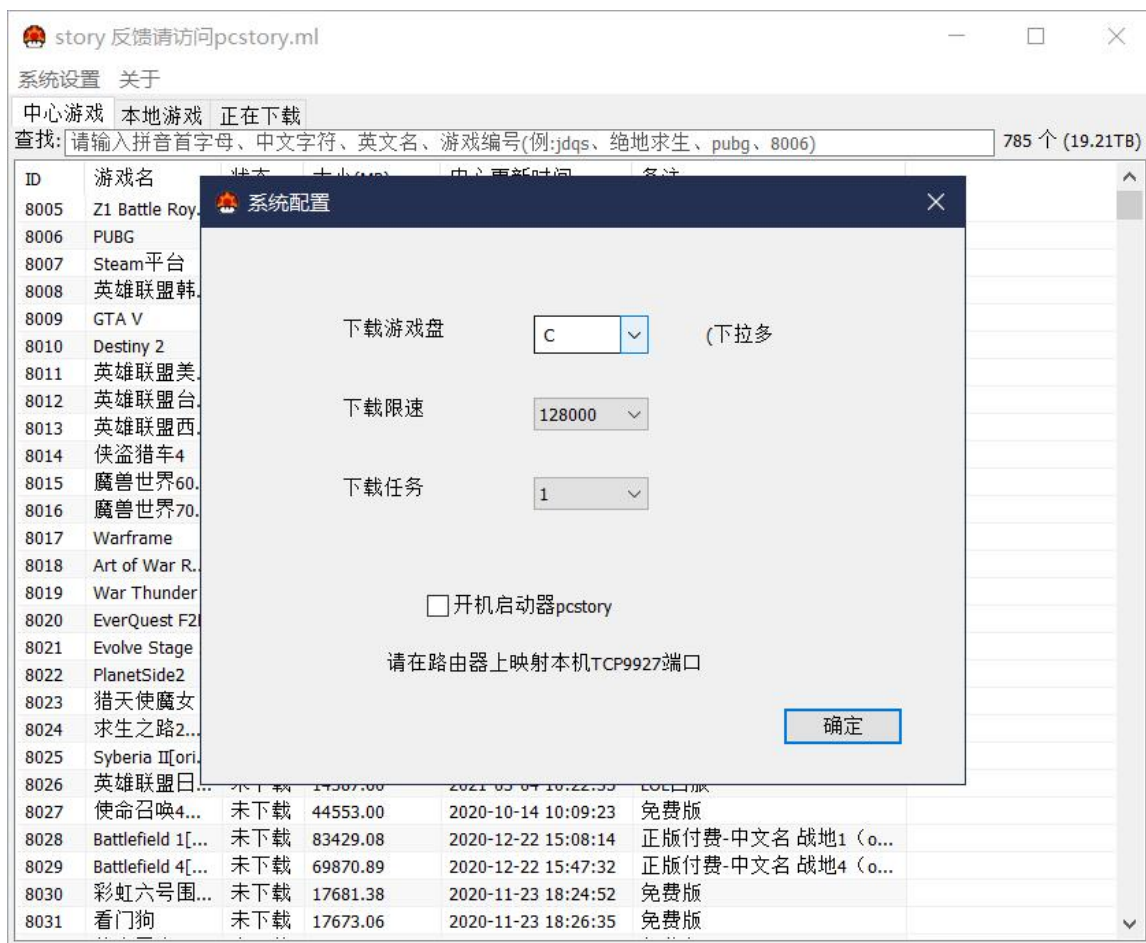 story 反馈请访问pcstory.ml
系统设置 关于
中心游戏 本地游戏 正在下载
查找: 请输入拼音首字母、中文字符、英文名、游戏编号(例:jdqs、绝地求生、pubg、8006) 785 个 (19.21TB)
ID 游戏名 状态 大小(MB) 中心更新时间 备注
系统配置
8005 Z1 Battle Roy.
8006 PUBG
8007 Steam平台
8008 英雄联盟韩.
8009 GTA V
下载游戏盘 C (下拉多
8010 Destiny 2
8011 英雄联盟美.
8012 英雄联盟台.
下载限速 128000
8013 英雄联盟西.
8014 侠盗猎车4
8015 魔兽世界60.
下载任务 1
8016 魔兽世界70.
8017 Warframe
8018 Art of War R..
8019 War Thunder
开机启动器pcstory
8020 EverQuest F2
8021 Evolve Stage
请在路由器上映射本机TCP9927端口
8022 PlanetSide2
8023 猎天使魔女
8024 求生之路2...
确定
8025 Syberia II[ori.
8026 英雄联盟日...
8027 使命召唤4... 未下载 44553.00 2020-10-14 10:09:23 免费版
8028 Battlefield 1[... 未下载 83429.08 2020-12-22 15:08:14 正版付费-中文名 战地1（o...
8029 Battlefield 4[... 未下载 69870.89 2020-12-22 15:47:32 正版付费-中文名 战地4（o...
8030 彩虹六号围... 未下载 17681.38 2020-11-23 18:24:52 免费版
8031 看门狗 未下载 17673.06 2020-11-23 18:26:35 免费版